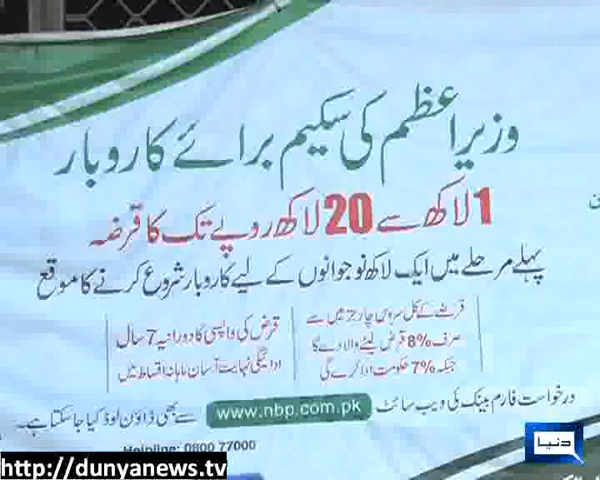 وزیراعظم کی سکیم برائے کاروبار
1 لاکھ سے 20 لاکھ روپے تک کا قرضہ
پہلے مرحلے میں ایک لاکھ نوجوانوں کے لیے کاروبار شروع کرنے کا موقع
قرضے کے کل سروس چارجز میں سے
صرف 8% قرض لینے والا دے گا
جبکہ 7% حکومت ادا کرے گی
قرض کی واپسی کا دورانیہ 7 سال
ادائیگی نہایت آسان ماہانہ اقساط میں
درخواست فارم بینک کی ویب سائٹ www.nbp.com.pk سے بھی ڈاؤن لوڈ کیا جا سکتا ہے۔
Helpline: 0800 77000
دنیا
http://dunyanews.tv